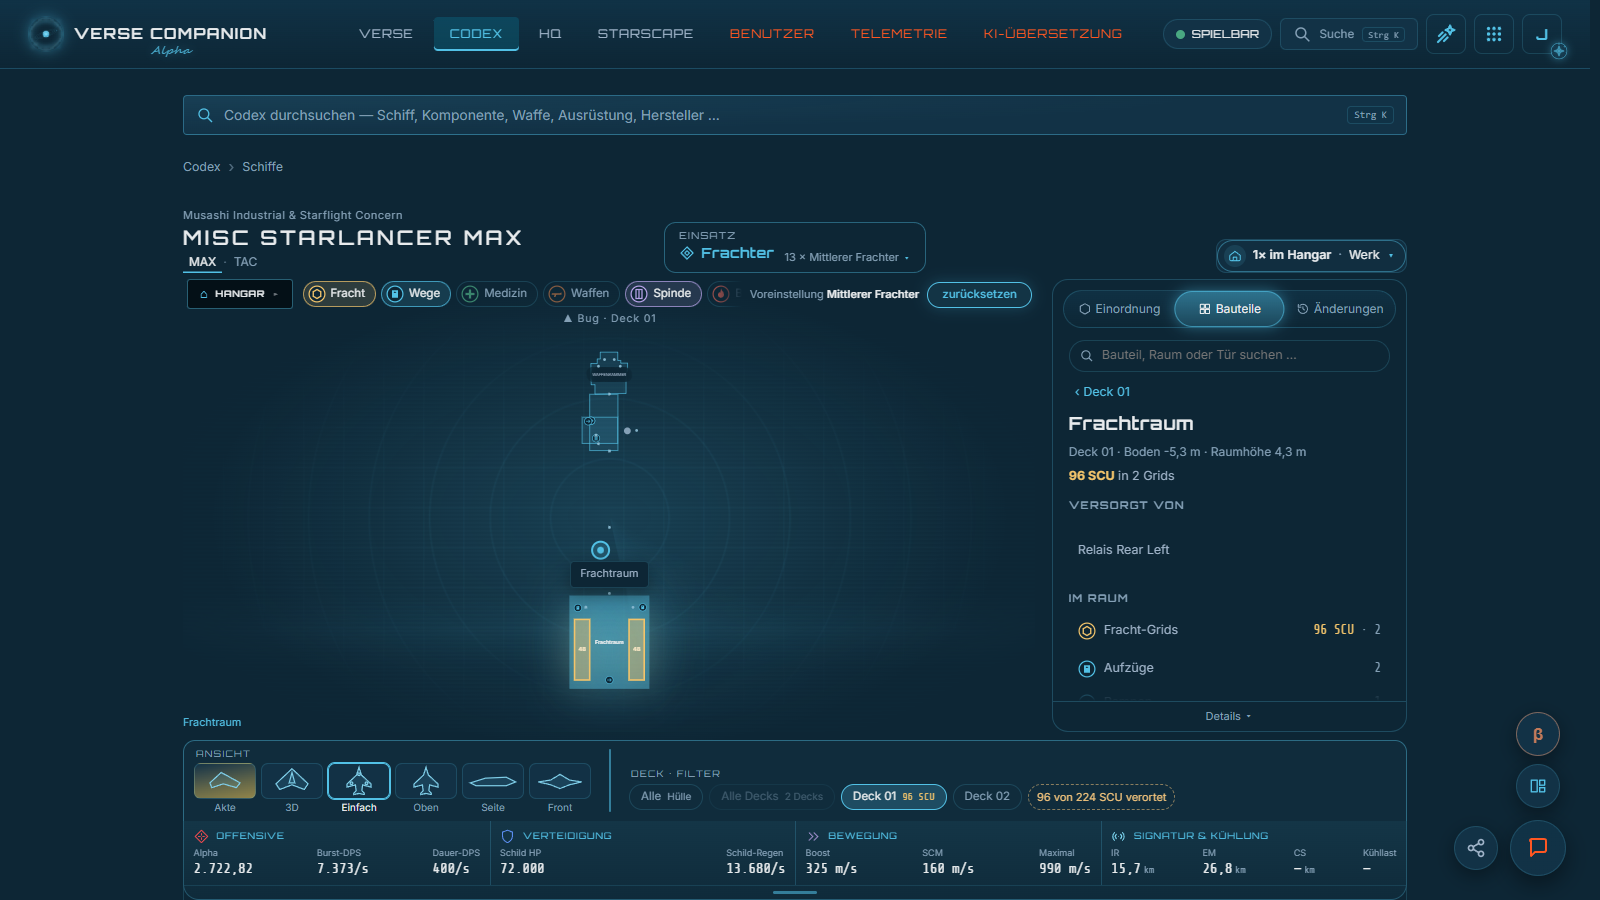 VERSE COMPANION
Alpha
VERSE
CODEX
HQ
STARSCAPE
BENUTZER
TELEMETRIE
KI-ÜBERSETZUNG
SPIELBAR
Suche Strg K
J
Codex durchsuchen — Schiff, Komponente, Waffe, Ausrüstung, Hersteller ...
Strg K
Codex › Schiffe
Musashi Industrial & Starflight Concern
MISC STARLANCER MAX
MAX · TAC
EINSATZ
Frachter 13 × Mittlerer Frachter
1× im Hangar · Werk
HANGAR
Fracht
Wege
Medizin
Waffen
Spinde
Voreinstellung Mittlerer Frachter
zurücksetzen
▲ Bug · Deck 01
Frachtraum
Frachtraum
48
48
Frachtraum
Einordnung
Bauteile
Änderungen
Bauteil, Raum oder Tür suchen ...
‹ Deck 01
Frachtraum
Deck 01 · Boden -5,3 m · Raumhöhe 4,3 m
96 SCU in 2 Grids
VERSORGT VON
Relais Rear Left
IM RAUM
Fracht-Grids 96 SCU · 2
Aufzüge 2
Details
ANSICHT
Akte
3D
Einfach
Oben
Seite
Front
DECK · FILTER
Alle Hülle
Alle Decks 2 Decks
Deck 01 96 SCU
Deck 02
96 von 224 SCU verortet
OFFENSIVE
Alpha Burst-DPS Dauer-DPS
2.722,82 7.373/s 400/s
VERTEIDIGUNG
Schild HP Schild-Regen
72.000 13.680/s
BEWEGUNG
Boost SCM Maximal
325 m/s 160 m/s 990 m/s
SIGNATUR & KÜHLUNG
IR EM CS Kühllast
15,7 km 26,8 km – km –
β